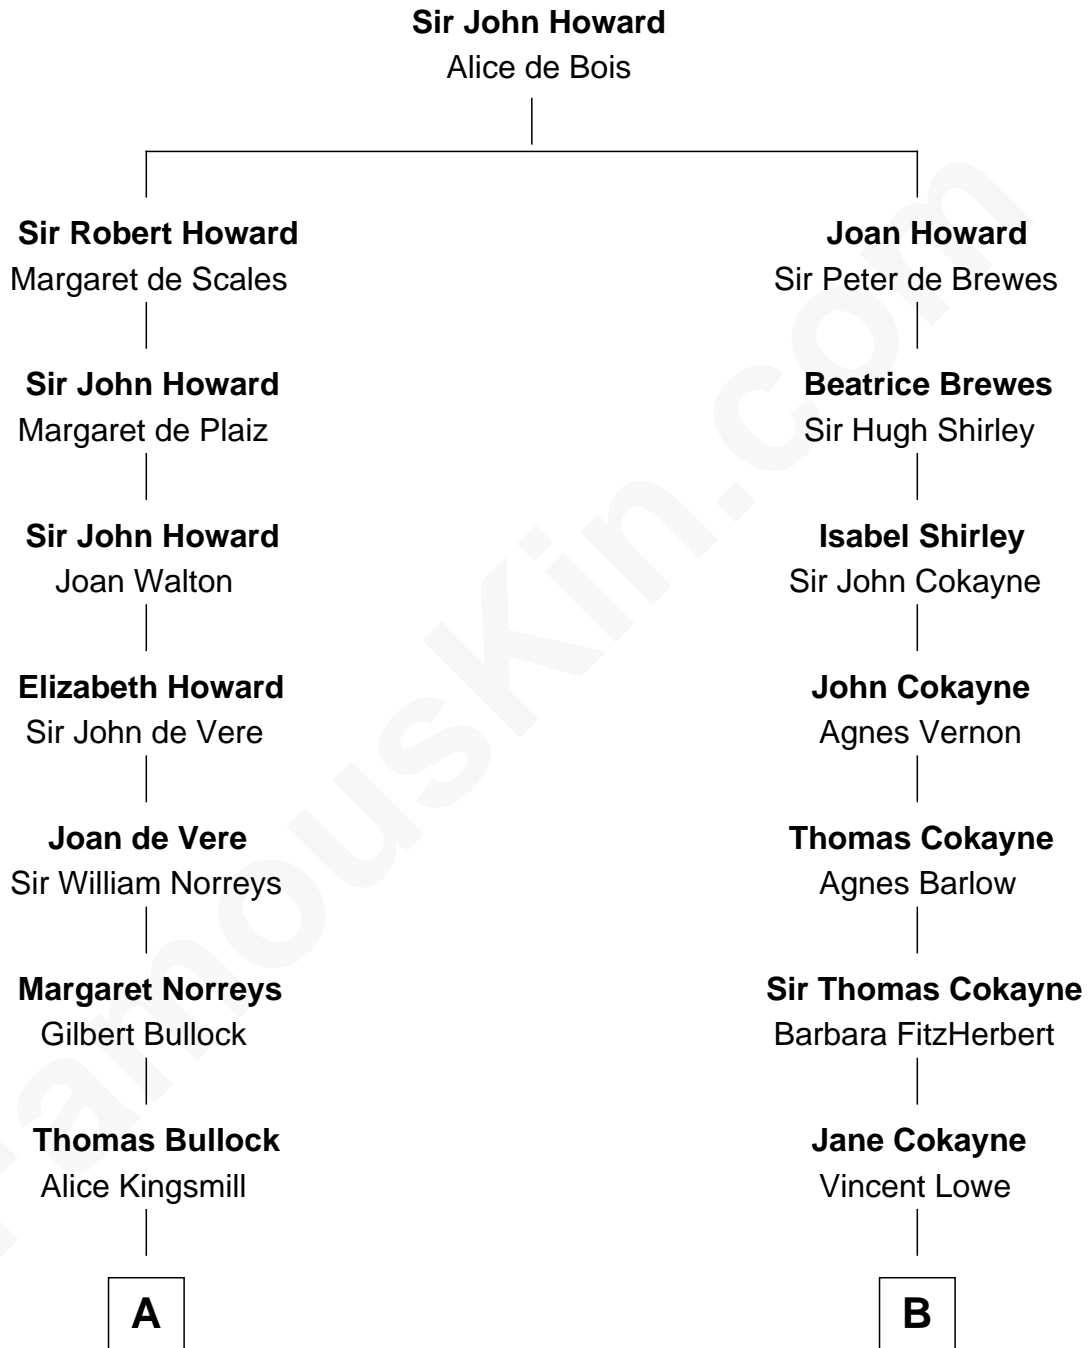 Sir John Howard
Alice de Bois
Sir Robert Howard
Margaret de Scales
Joan Howard
Sir Peter de Brewes
Sir John Howard
Margaret de Plaiz
Beatrice Brewes
Sir Hugh Shirley
Sir John Howard
Joan Walton
Isabel Shirley
Sir John Cokayne
Elizabeth Howard
Sir John de Vere
John Cokayne
Agnes Vernon
Joan de Vere
Sir William Norreys
Thomas Cokayne
Agnes Barlow
Margaret Norreys
Gilbert Bullock
Sir Thomas Cokayne
Barbara FitzHerbert
Thomas Bullock
Alice Kingsmill
Jane Cokayne
Vincent Lowe
A
B
FamousKin.com